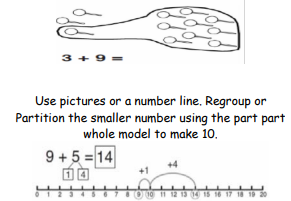 3 + 9 =
Use pictures or a number line. Regroup or
Partition the smaller number using the part part
whole model to make 10.
9 + 5 = 14
1 4
+1 +4
0 1 2 3 4 5 6 7 8 9 10 11 12 13 14 15 16 17 18 19 20